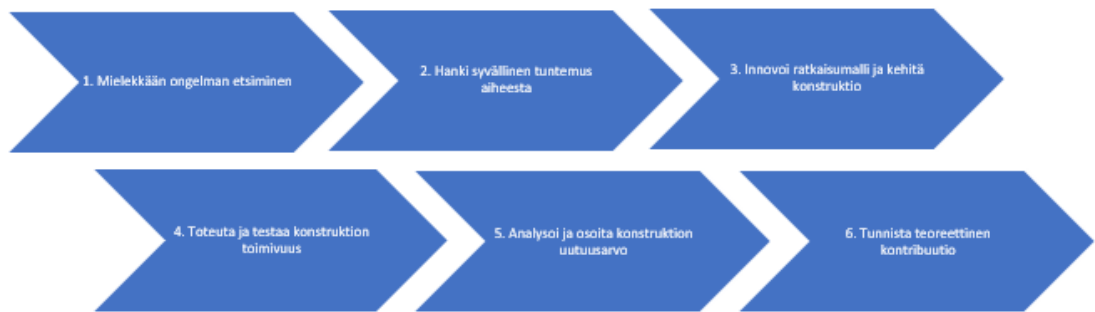 1. Mielekkään ongelman etsiminen
2. Hanki syvällinen tuntemus
aiheesta
3. Innovoi ratkaisumalli ja kehitä
konstruktio
4. Toteuta ja testaa konstruktion
toimivuus
5. Analysoi ja osoita konstruktion
uutuusarvo
6. Tunnista teoreettinen
kontribuutio